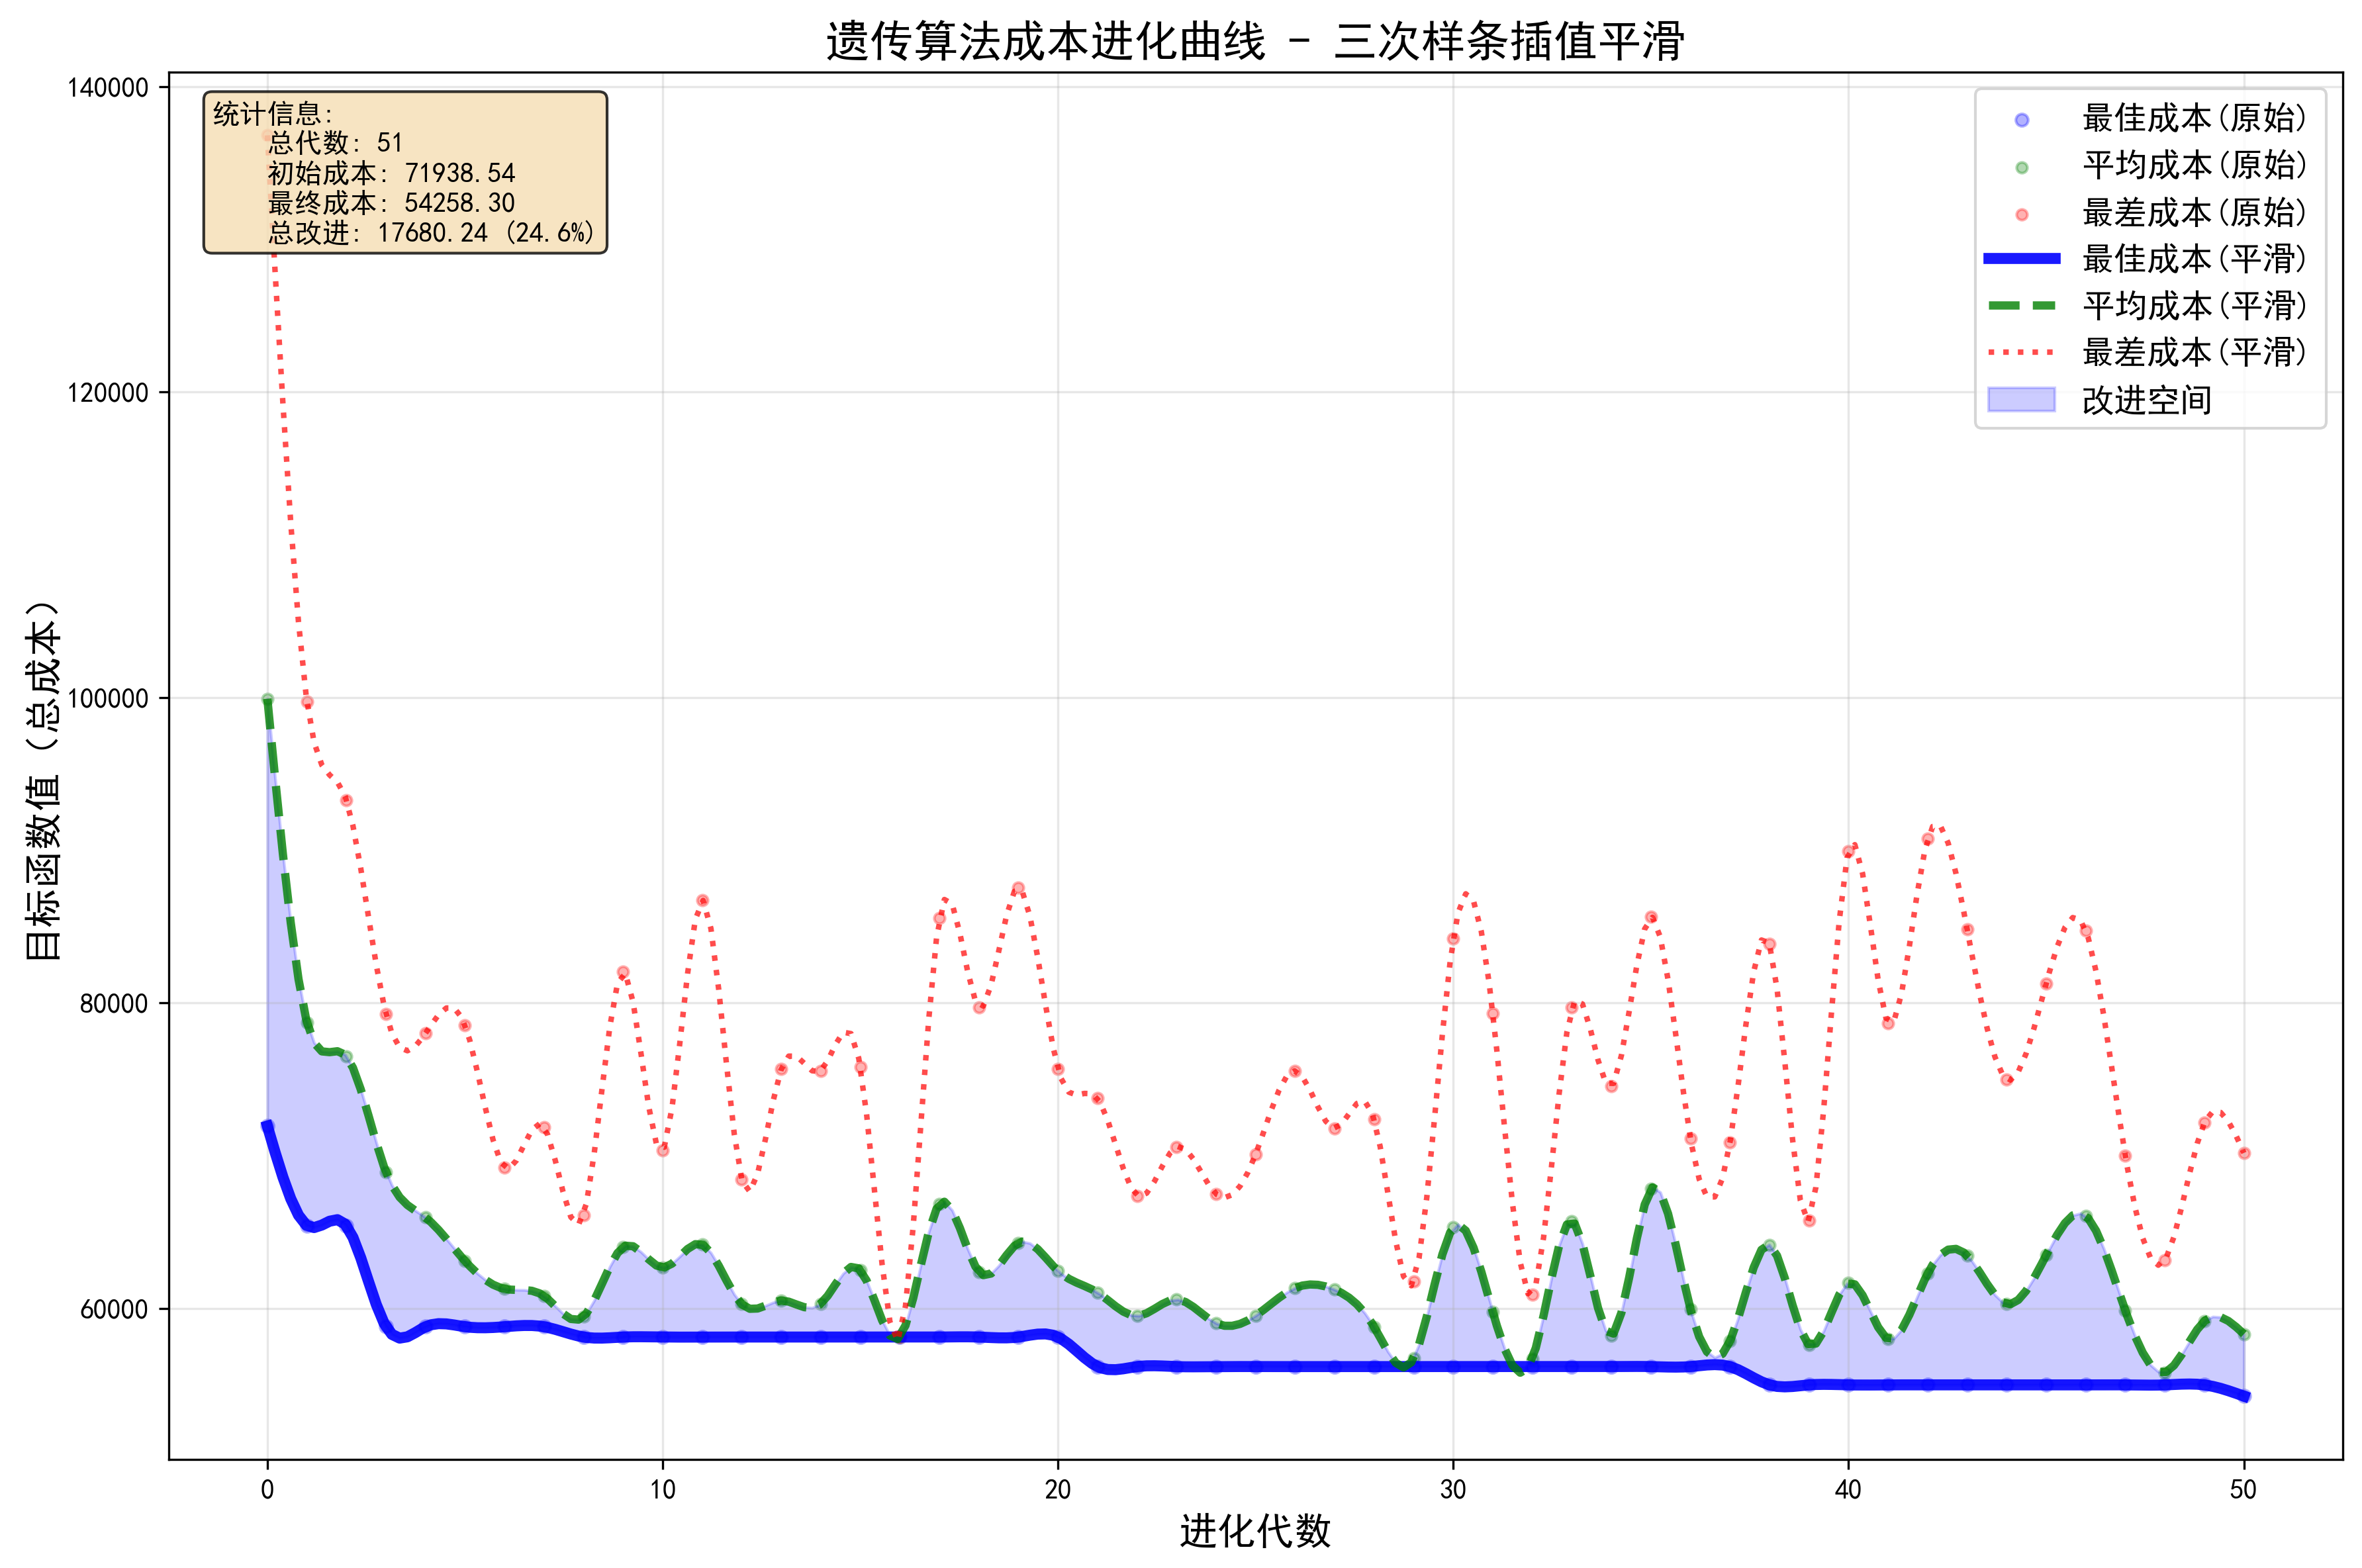 遗传算法成本进化曲线 - 三次样条插值平滑
统计信息:
总代数: 51
初始成本: 71938.54
最终成本: 54258.30
总改进: 17680.24 (24.6%)
最佳成本(原始)
平均成本(原始)
最差成本(原始)
最佳成本(平滑)
平均成本(平滑)
最差成本(平滑)
改进空间
目标函数值（总成本）
140000
120000
100000
80000
60000
0
10
20
30
40
50
进化代数